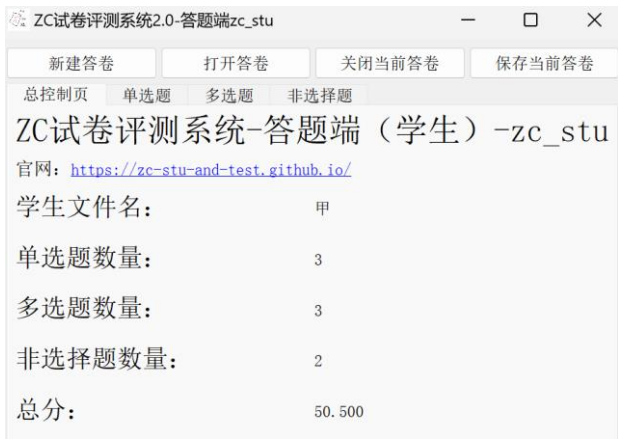 ZC试卷评测系统2.0-答题端zc_stu
新建答卷 打开答卷 关闭当前答卷 保存当前答卷
总控制页 单选题 多选题 非选择题
ZC试卷评测系统-答题端（学生）-zc_stu
官网：https://zc-stu-and-test.github.io/
学生文件名： 甲
单选题数量： 3
多选题数量： 3
非选择题数量： 2
总分： 50.500